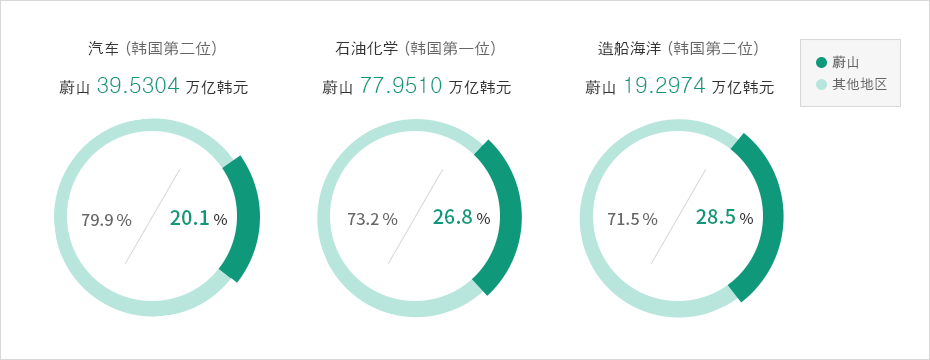 汽车 (韩国第二位)
蔚山 39.5304 万亿韩元
79.9 %
20.1 %
石油化学 (韩国第一位)
蔚山 77.9510 万亿韩元
73.2 %
26.8 %
造船海洋 (韩国第二位)
蔚山 19.2974 万亿韩元
71.5 %
28.5 %
蔚山
其他地区